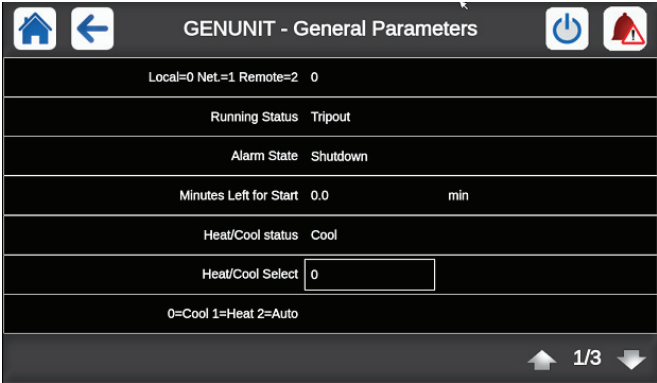 GENUNIT - General Parameters
Local=0 Net.=1 Remote=2 0
Running Status Tripout
Alarm State Shutdown
Minutes Left for Start 0.0 min
Heat/Cool status Cool
Heat/Cool Select 0
0=Cool 1=Heat 2=Auto
1/3